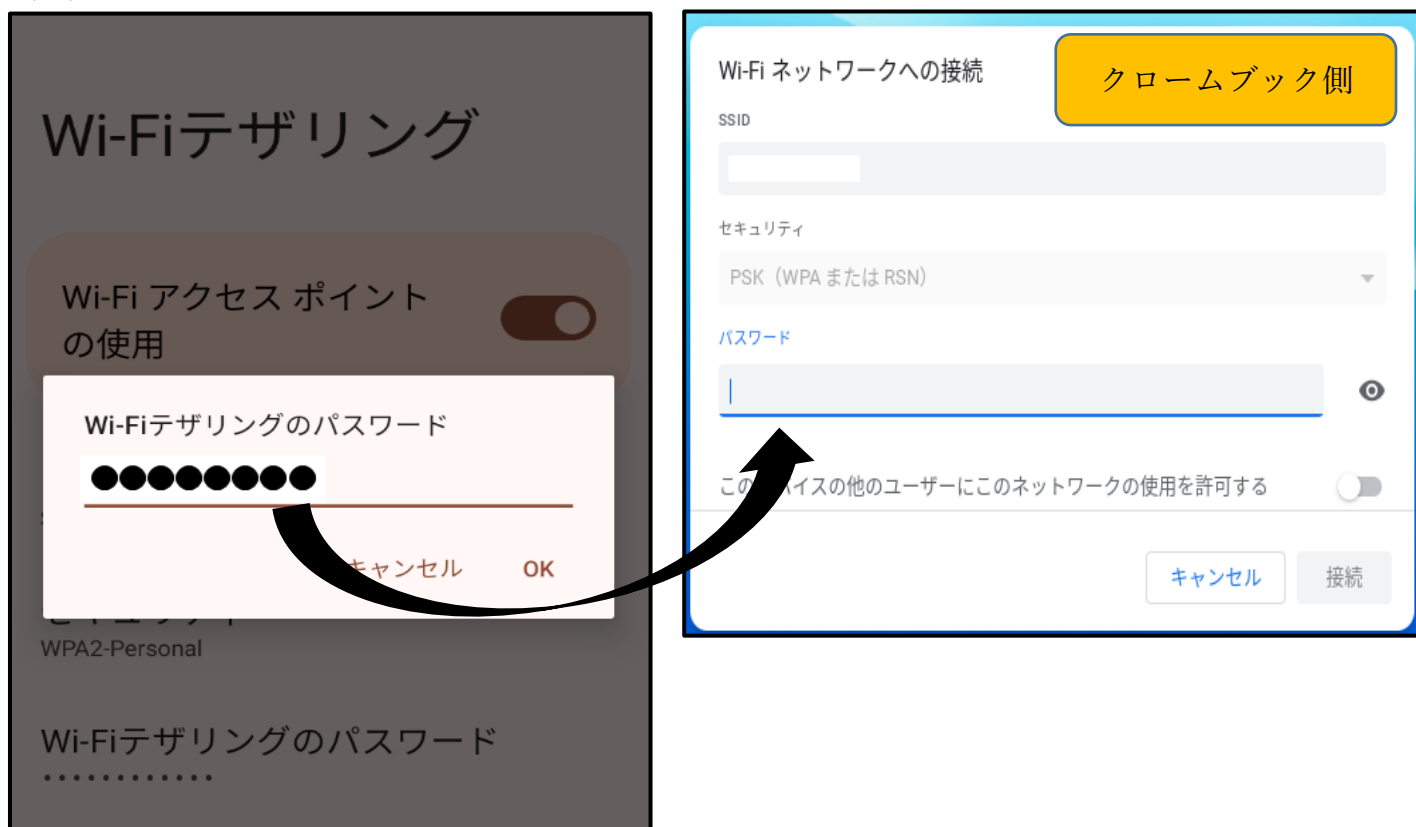 Wi-Fiテザリング
Wi-Fi アクセス ポイント
の使用
Wi-Fiテザリングのパスワード
●●●●●●●●
キャンセル
OK
WPA2-Personal
Wi-Fiテザリングのパスワード
••••••••••••
クロームブック側
Wi-Fi ネットワークへの接続
SSID
セキュリティ
PSK（WPA または RSN）
パスワード
この バイスの他のユーザーにこのネットワークの使用を許可する
キャンセル
接続